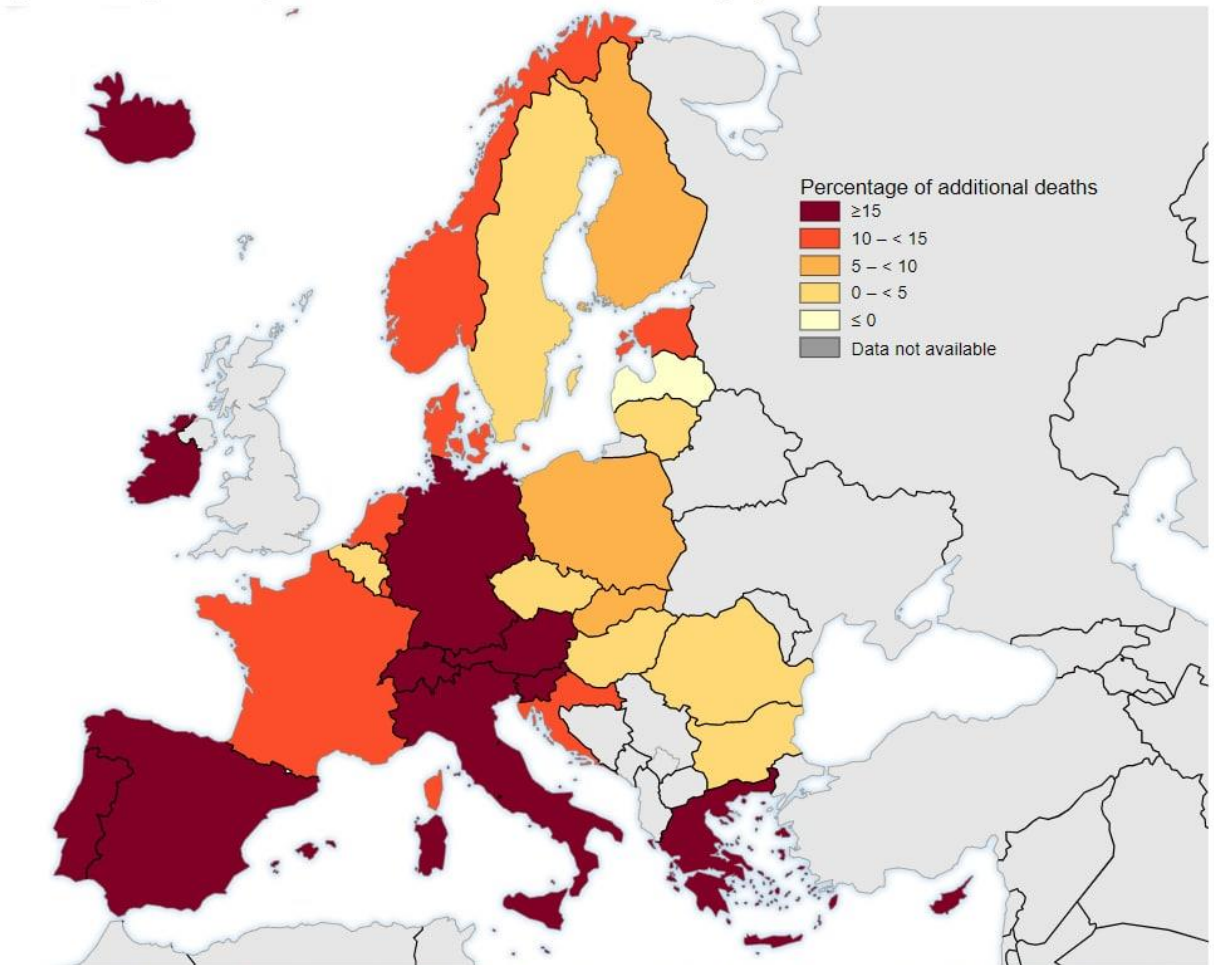 Percentage of additional deaths
≥15
10 – < 15
5 – < 10
0 – < 5
≤ 0
Data not available